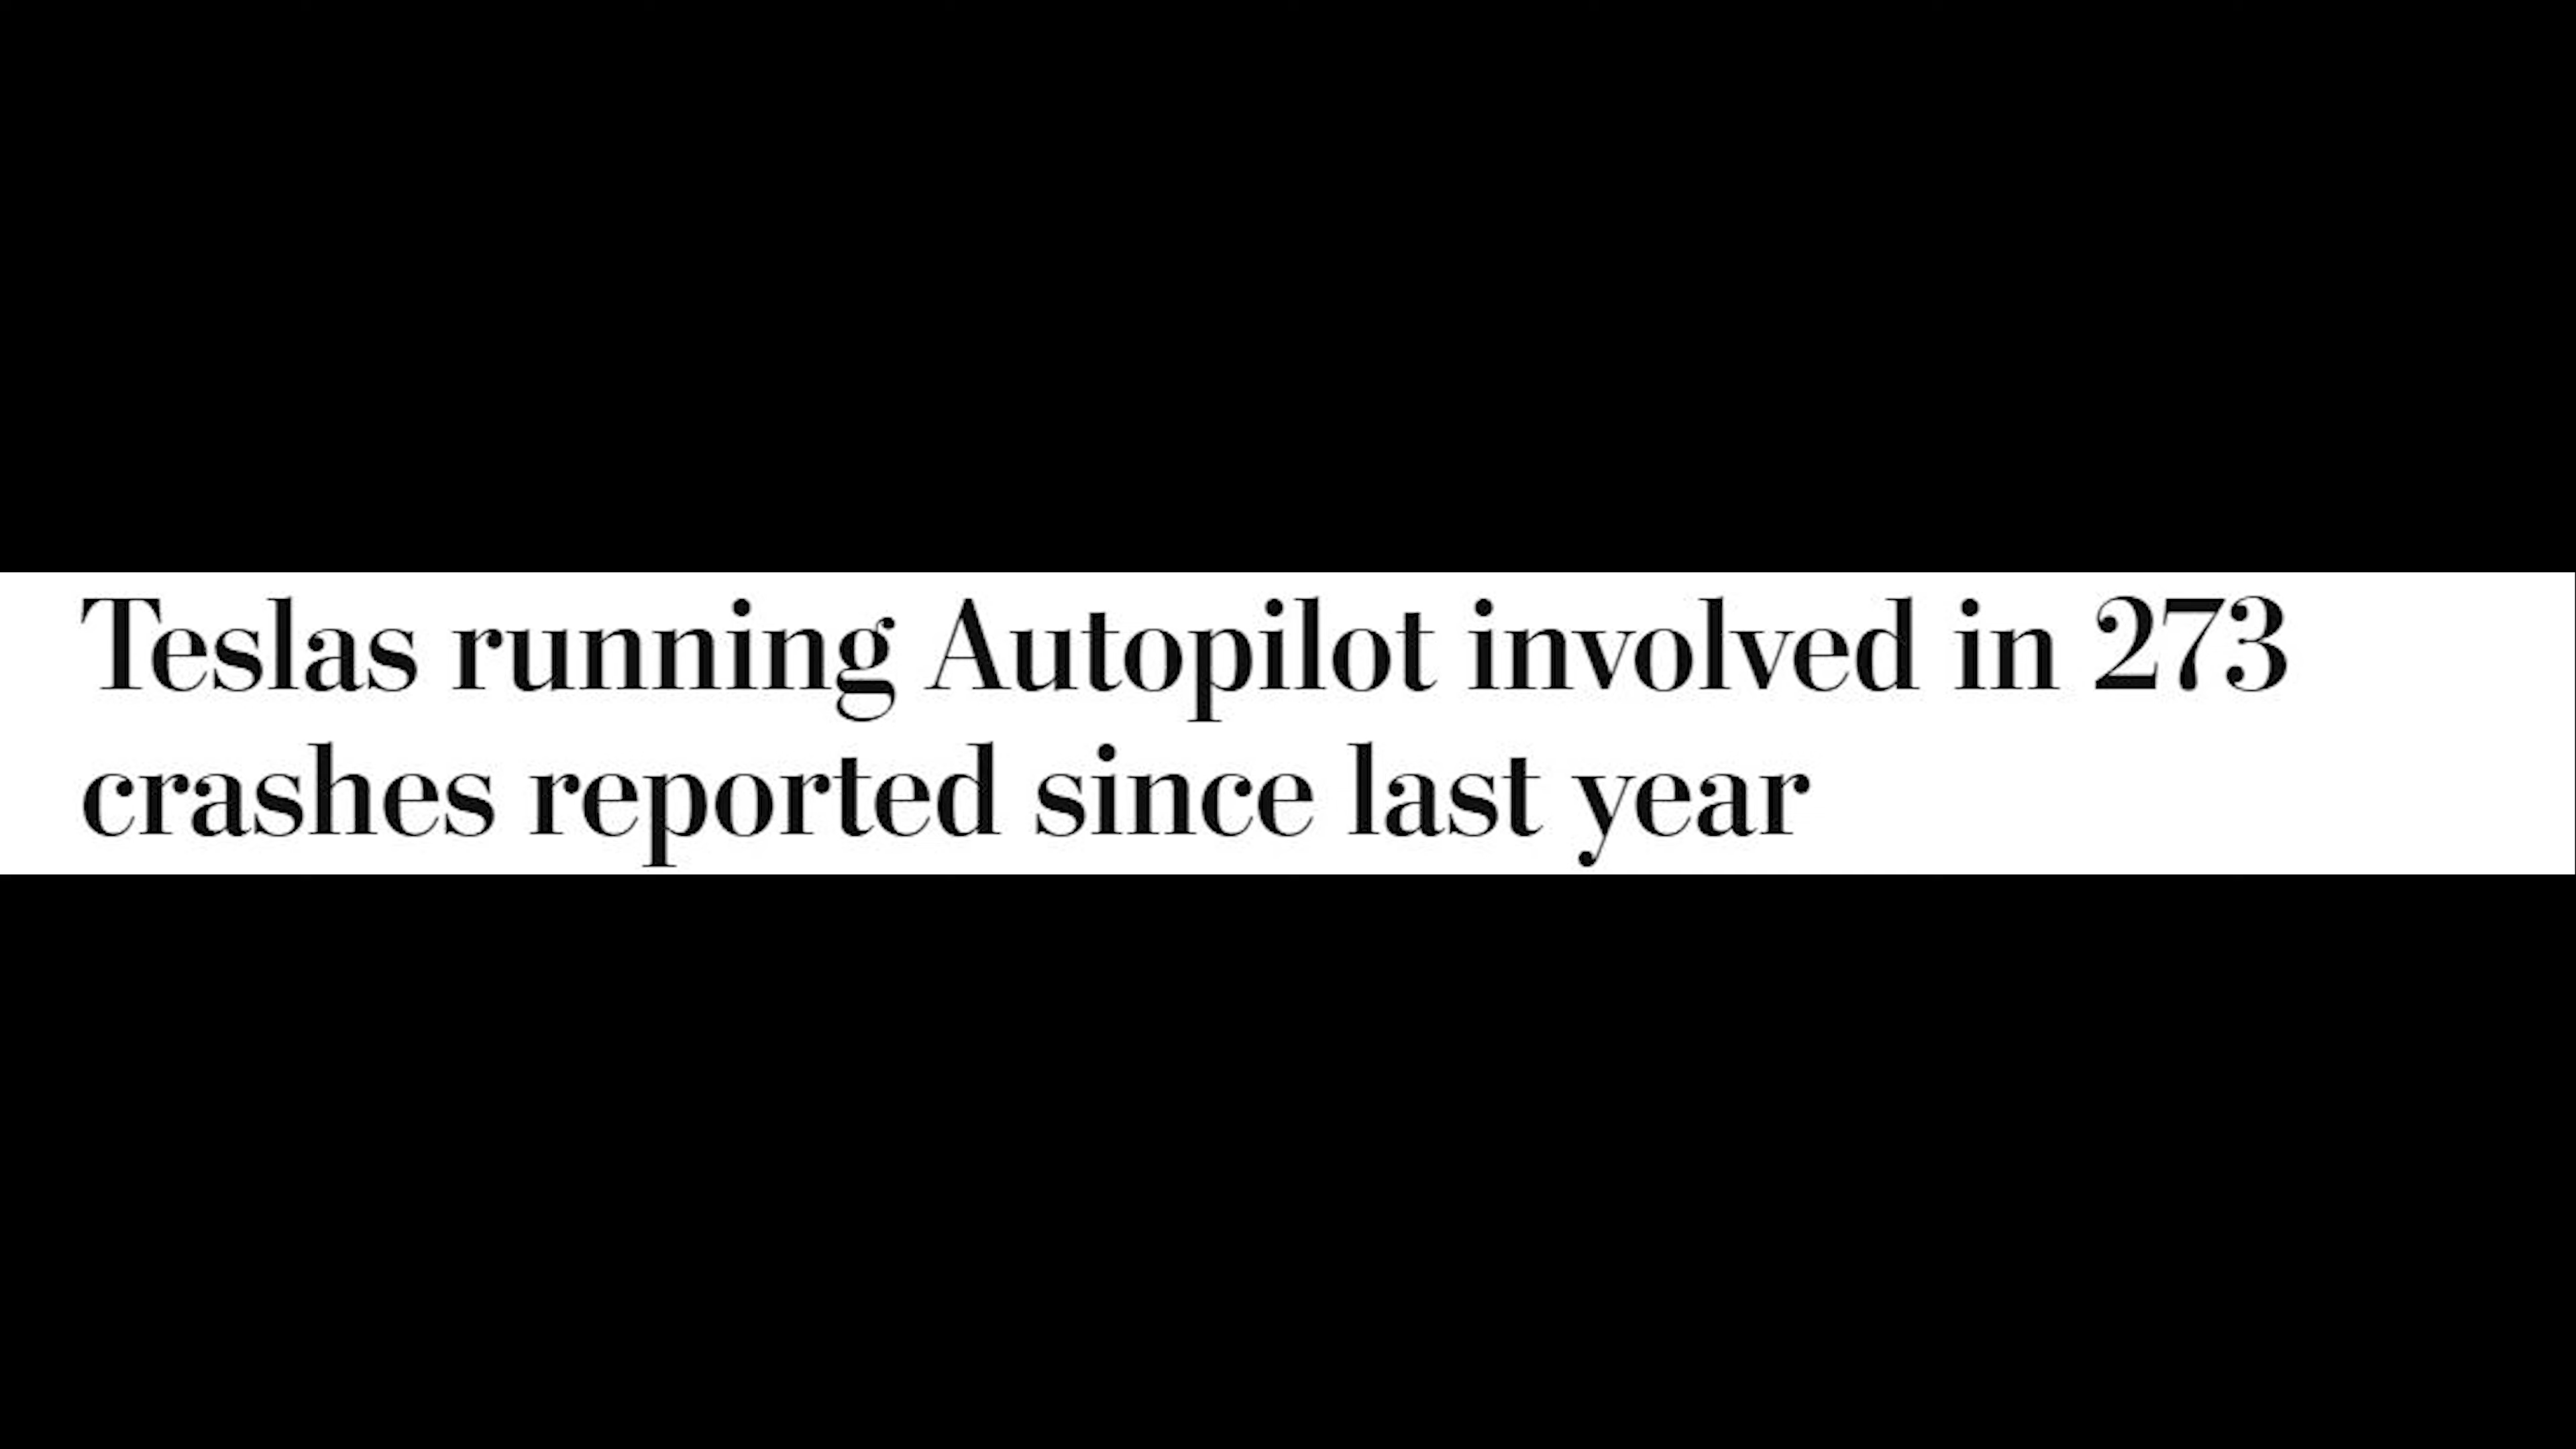 Teslas running Autopilot involved in 273
crashes reported since last year